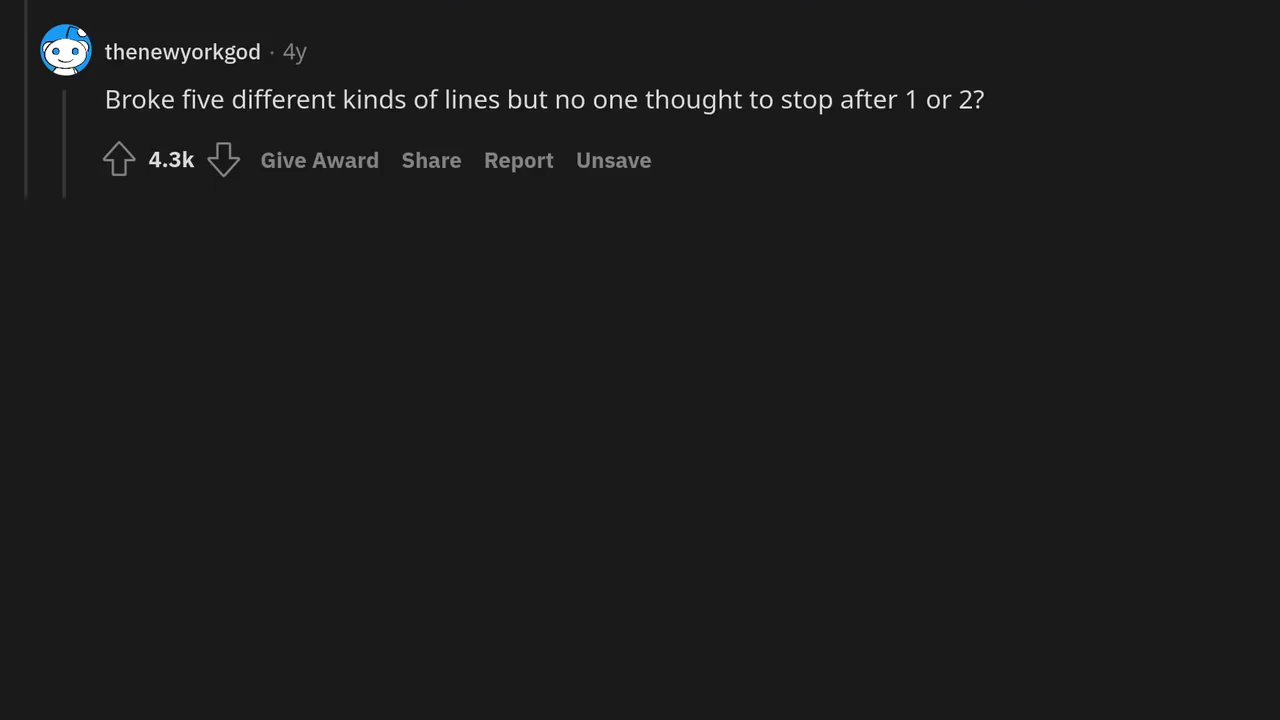 thenewyorkgod · 4y
Broke five different kinds of lines but no one thought to stop after 1 or 2?
4.3k Give Award Share Report Unsave